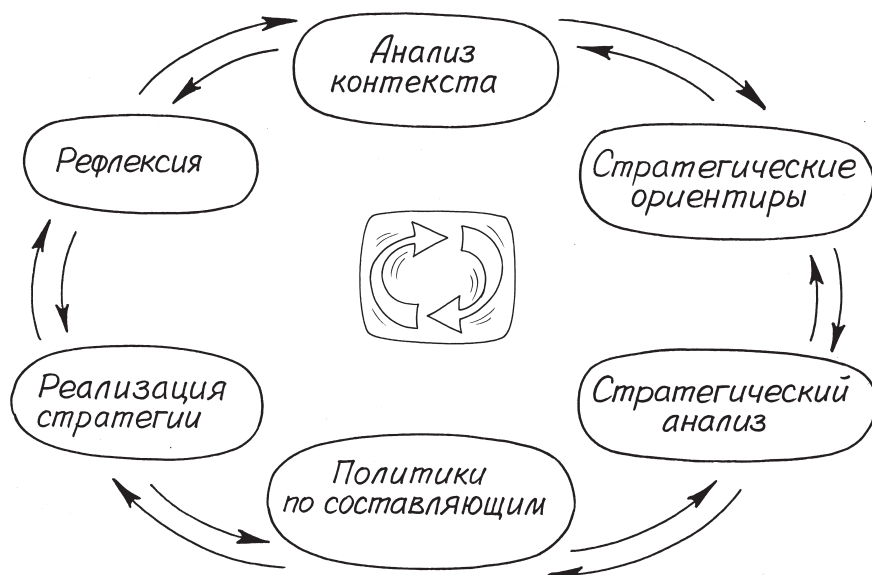 Анализ
контекста
Стратегические
ориентиры
Стратегический
анализ
Политики
по составляющим
Реализация
стратегии
Рефлексия